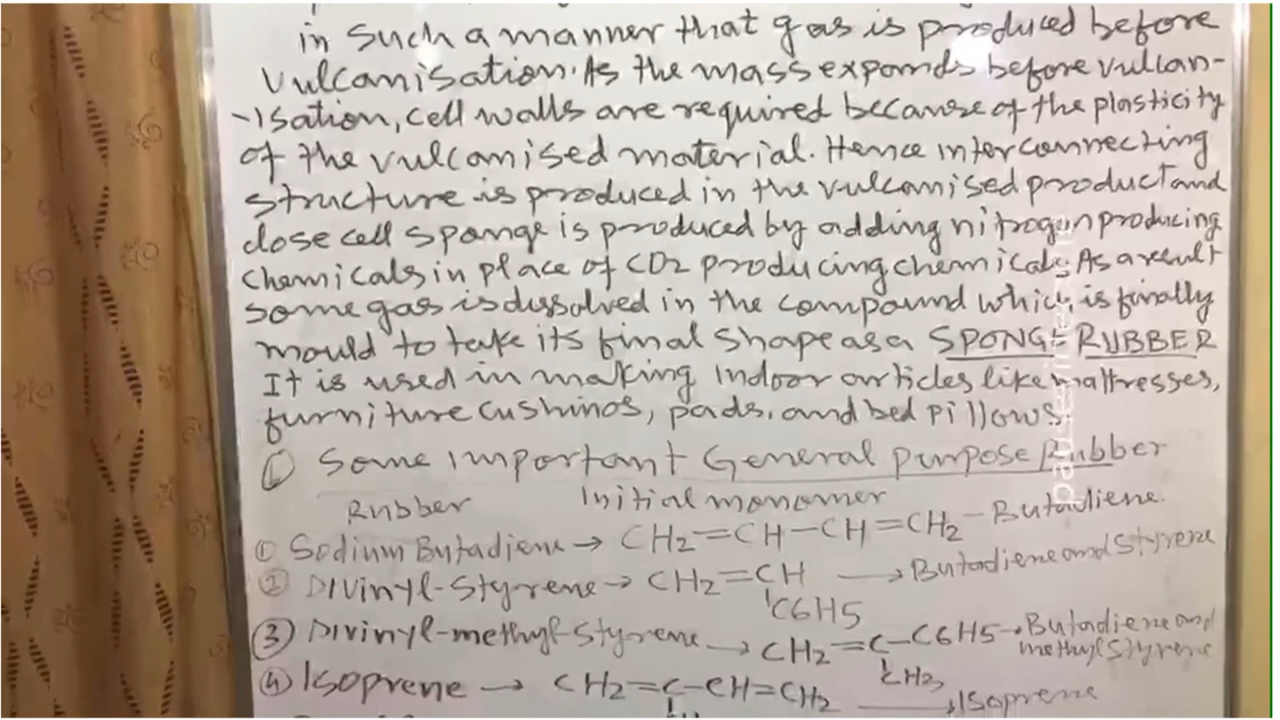 in such a manner that gas is produced before
Vulcanisation. As the mass expands before vulcan-
-isation, cell walls are required because of the plasticity
of the vulcanised material. Hence interconnecting
structure is produced in the vulcanised product and
close cell sponge is produced by adding nitrogen producing
chemicals in place of CO2 producing chemicals. As a result
some gas is dissolved in the compound which is finally
mould to take its final shape as a SPONGE RUBBER
It is used in making indoor articles like mattresses,
furniture cushinos, pads, and bed pillows.
Some important General purpose Rubber
Rubber Initial monomer
① Sodium Butadiene → CH2=CH-CH=CH2 - Butadiene
② Divinyl-Styrene → CH2=CH → Butadiene and Styrene
C6H5
③ Divinyl-methyl-Styrene → CH2=C-C6H5 → Butadiene and
methyl Styrene
CH3
④ Isoprene → CH2=C-CH=CH2 → Isoprene